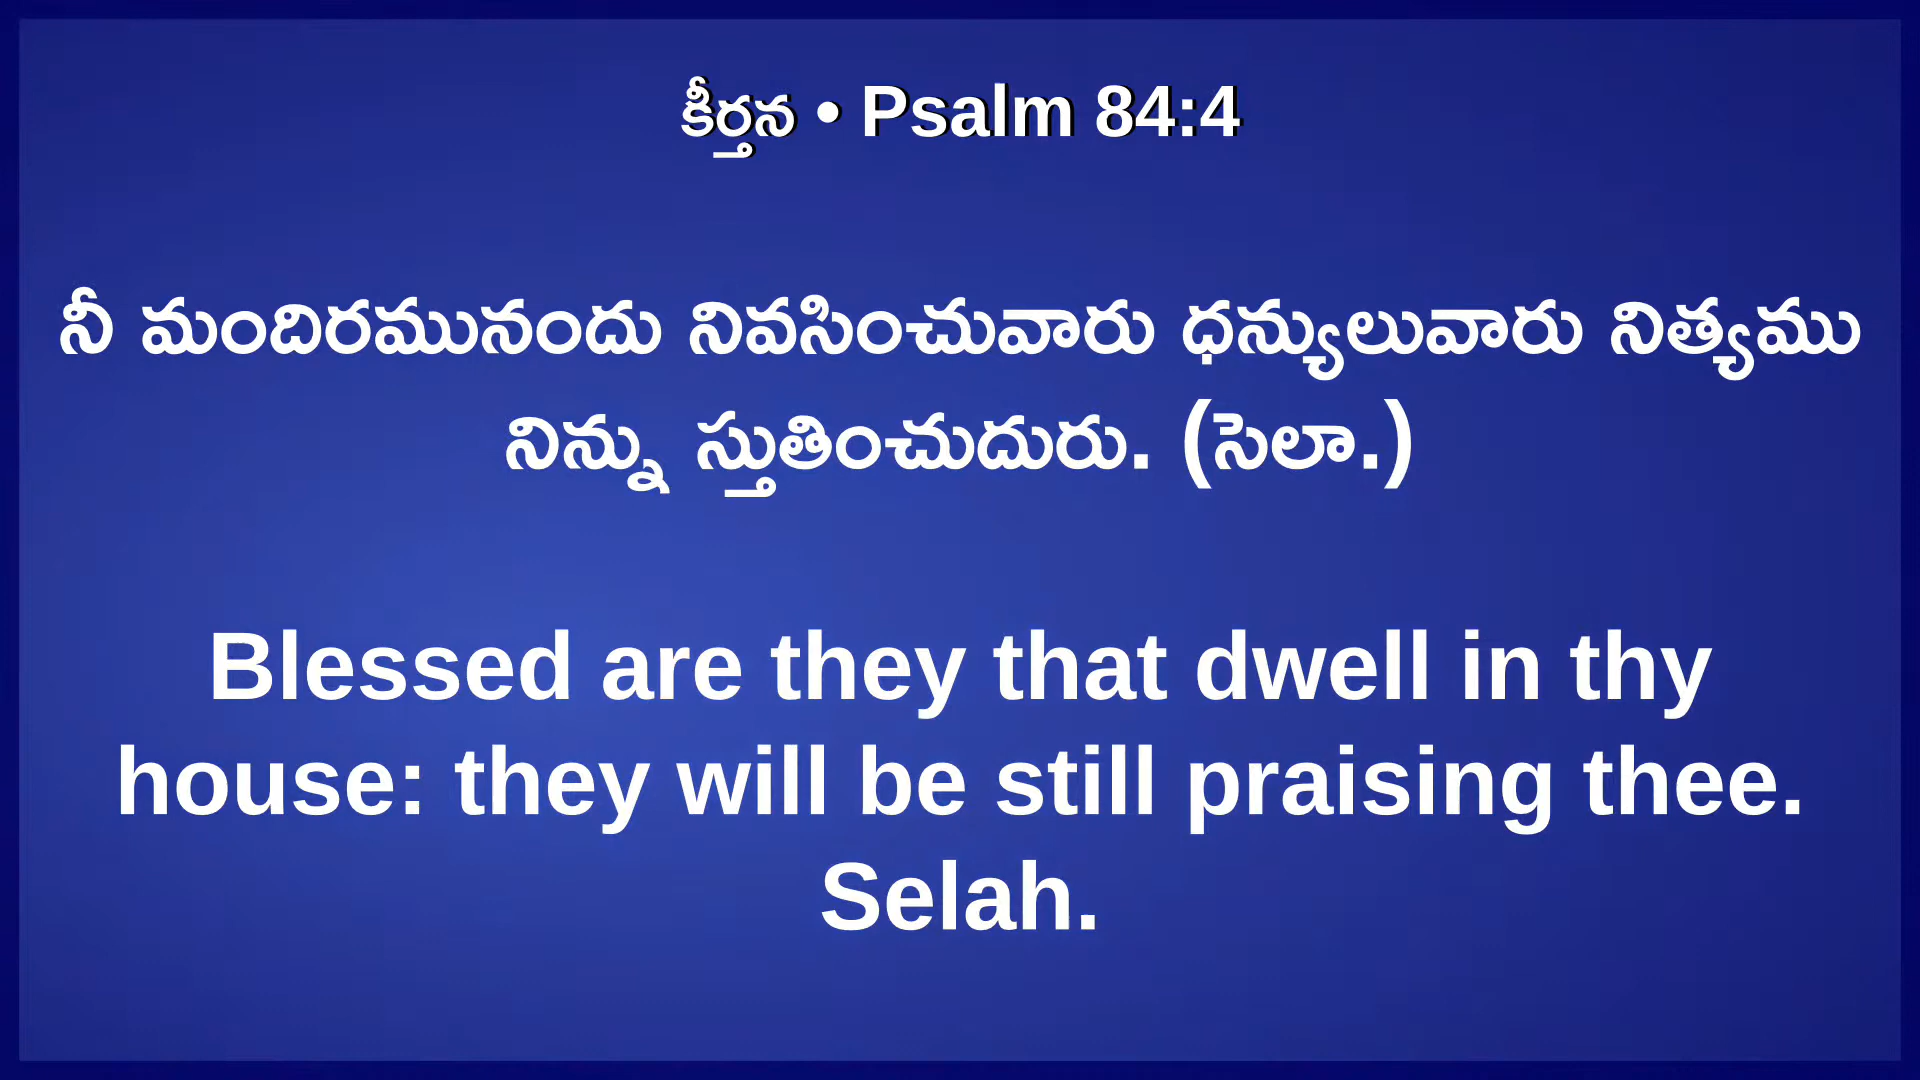 కీర్తన • Psalm 84:4
నీ మందిరమునందు నివసించువారు ధన్యులువారు నిత్యము
నిన్ను స్తుతించుదురు. (సెలా.)
Blessed are they that dwell in thy
house: they will be still praising thee.
Selah.